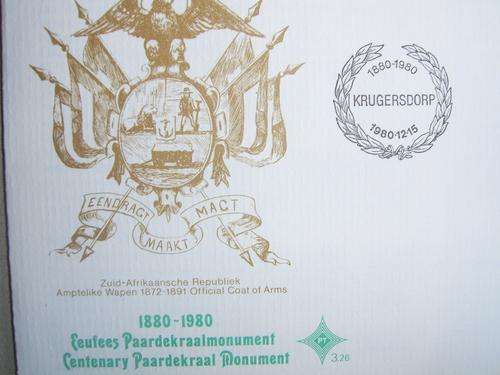 EENDRAGT MAAKT MAGT
Zuid-Afrikaansche Republiek
Amptelike Wapen 1872-1891 Official Coat of Arms
1880-1980
Eeufees Paardekraalmonument
Centenary Paardekraal Monument
3.26
1880-1980
KRUGERSDORP
1980·12·15